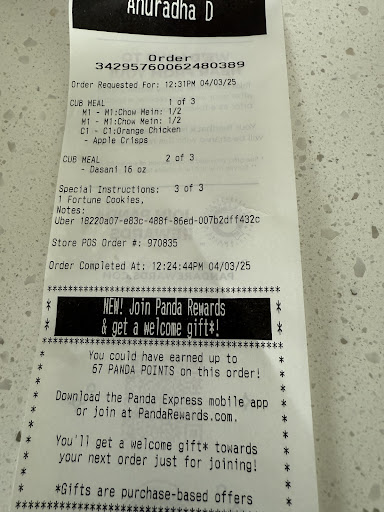 Anuradha D
Order
34295760062480389
Order Requested For: 12:31PM 04/03/25
CUB MEAL 1 of 3
M1 - M1:Chow Mein: 1/2
M1 - M1:Chow Mein: 1/2
C1 - C1:Orange Chicken
- Apple Crisps
CUB MEAL 2 of 3
- Dasani 16 oz
Special Instructions: 3 of 3
1 Fortune Cookies,
Notes:
Uber 18220a07-e83c-488f-86ed-007b2dff432c
Store POS Order #: 970835
Order Completed At: 12:24:44PM 04/03/25
NEW! Join Panda Rewards
& get a welcome gift*!
You could have earned up to
67 PANDA POINTS on this order!
Download the Panda Express mobile app
or join at PandaRewards.com.
You'll get a welcome gift* towards
your next order just for joining!
*Gifts are purchase-based offers